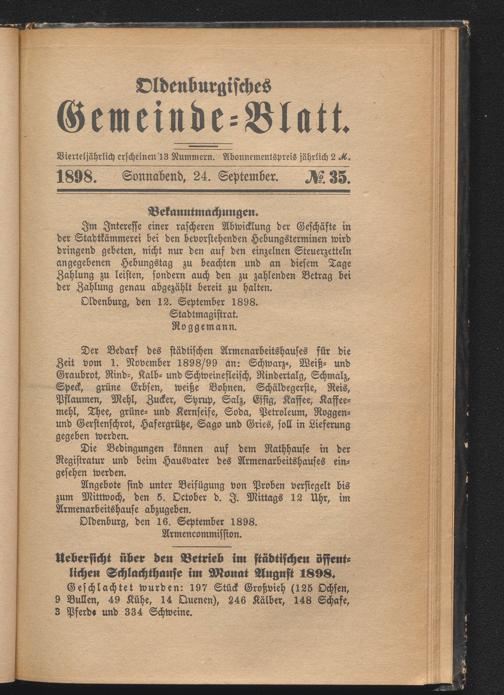 Oldenburgisches
Gemeinde-Blatt.
Vierteljährlich erscheinen 13 Nummern. Abonnementspreis jährlich 2 ℳ.
1898. Sonnabend, 24. September. № 35.
Bekanntmachungen.
Im Interesse einer rascheren Abwicklung der Geschäfte in
der Stadtkämmerei bei den bevorstehenden Hebungsterminen wird
dringend gebeten, nicht nur den auf den einzelnen Steuerzetteln
angegebenen Hebungstag zu beachten und an diesem Tage
Zahlung zu leisten, sondern auch den zu zahlenden Betrag bei
der Zahlung genau abgezählt bereit zu halten.
Oldenburg, den 12. September 1898.
Stadtmagistrat.
Roggemann.
Der Bedarf des städtischen Armenarbeitshauses für die
Zeit vom 1. November 1898/99 an: Schwarz-, Weiß- und
Graubrot, Rind-, Kalb- und Schweinefleisch, Rindertalg, Schmalz,
Speck, grüne Erbsen, weiße Bohnen, Schäldegerste, Reis,
Pflaumen, Mehl, Zucker, Syrup, Salz, Essig, Kaffee, Kaffee-
mehl, Thee, grüne- und Kernseife, Soda, Petroleum, Roggen-
und Gerstenschrot, Hafergrütze, Sago und Gries, soll in Lieferung
gegeben werden.
Die Bedingungen können auf dem Rathhause in der
Registratur und beim Hausvater des Armenarbeitshauses ein-
gesehen werden.
Angebote sind unter Beifügung von Proben versiegelt bis
zum Mittwoch, den 5. October d. J. Mittags 12 Uhr, im
Armenarbeitshause abzugeben.
Oldenburg, den 16. September 1898.
Armencommission.
Uebersicht über den Betrieb im städtischen öffent-
lichen Schlachthause im Monat August 1898.
Geschlachtet wurden: 197 Stück Großvieh (125 Ochsen,
9 Bullen, 49 Kühe, 14 Quenen), 246 Kälber, 148 Schafe,
3 Pferde und 334 Schweine.